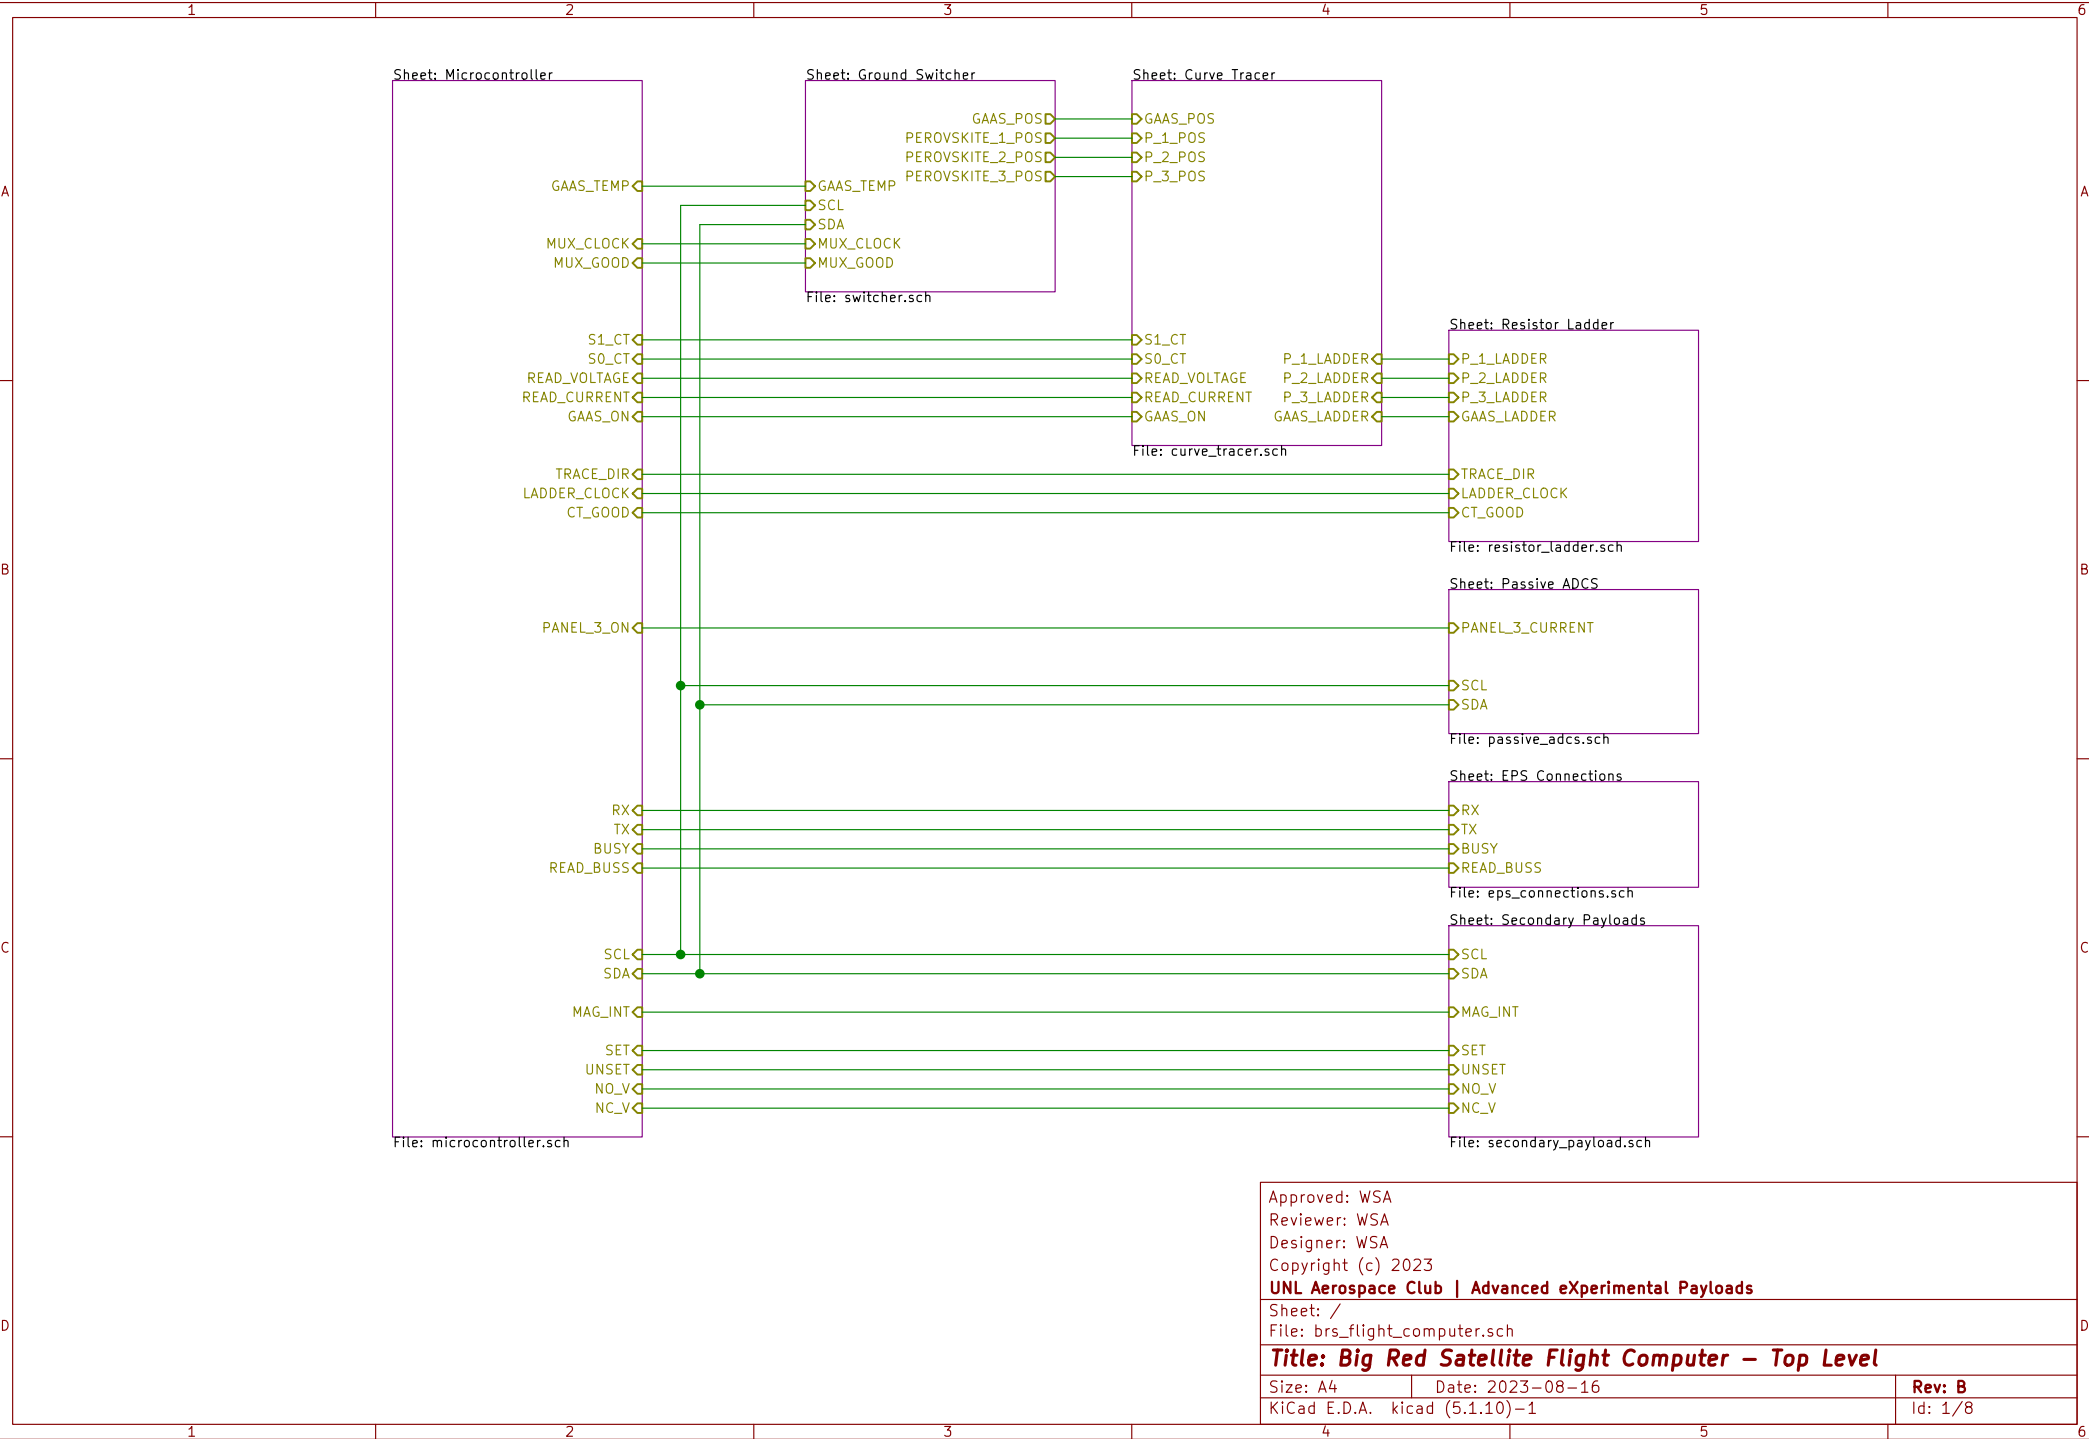 1 2 3 4 5 6
Sheet: Microcontroller
GAAS_TEMP
MUX_CLOCK
MUX_GOOD
S1_CT
S0_CT
READ_VOLTAGE
READ_CURRENT
GAAS_ON
TRACE_DIR
LADDER_CLOCK
CT_GOOD
PANEL_3_ON
RX
TX
BUSY
READ_BUSS
SCL
SDA
MAG_INT
SET
UNSET
NO_V
NC_V
File: microcontroller.sch
Sheet: Ground Switcher
GAAS_POS
PEROVSKITE_1_POS
PEROVSKITE_2_POS
PEROVSKITE_3_POS
GAAS_TEMP
SCL
SDA
MUX_CLOCK
MUX_GOOD
File: switcher.sch
Sheet: Curve Tracer
GAAS_POS
P_1_POS
P_2_POS
P_3_POS
S1_CT
S0_CT P_1_LADDER
READ_VOLTAGE P_2_LADDER
READ_CURRENT P_3_LADDER
GAAS_ON GAAS_LADDER
File: curve_tracer.sch
Sheet: Resistor Ladder
P_1_LADDER
P_2_LADDER
P_3_LADDER
GAAS_LADDER
TRACE_DIR
LADDER_CLOCK
CT_GOOD
File: resistor_ladder.sch
Sheet: Passive ADCS
PANEL_3_CURRENT
SCL
SDA
File: passive_adcs.sch
Sheet: EPS Connections
RX
TX
BUSY
READ_BUSS
File: eps_connections.sch
Sheet: Secondary Payloads
SCL
SDA
MAG_INT
SET
UNSET
NO_V
NC_V
File: secondary_payload.sch
A A
B B
C C
D D
Approved: WSA
Reviewer: WSA
Designer: WSA
Copyright (c) 2023
UNL Aerospace Club | Advanced eXperimental Payloads
Sheet: /
File: brs_flight_computer.sch
Title: Big Red Satellite Flight Computer – Top Level
Size: A4 Date: 2023-08-16 Rev: B
KiCad E.D.A. kicad (5.1.10)-1 Id: 1/8
1 2 3 4 5 6